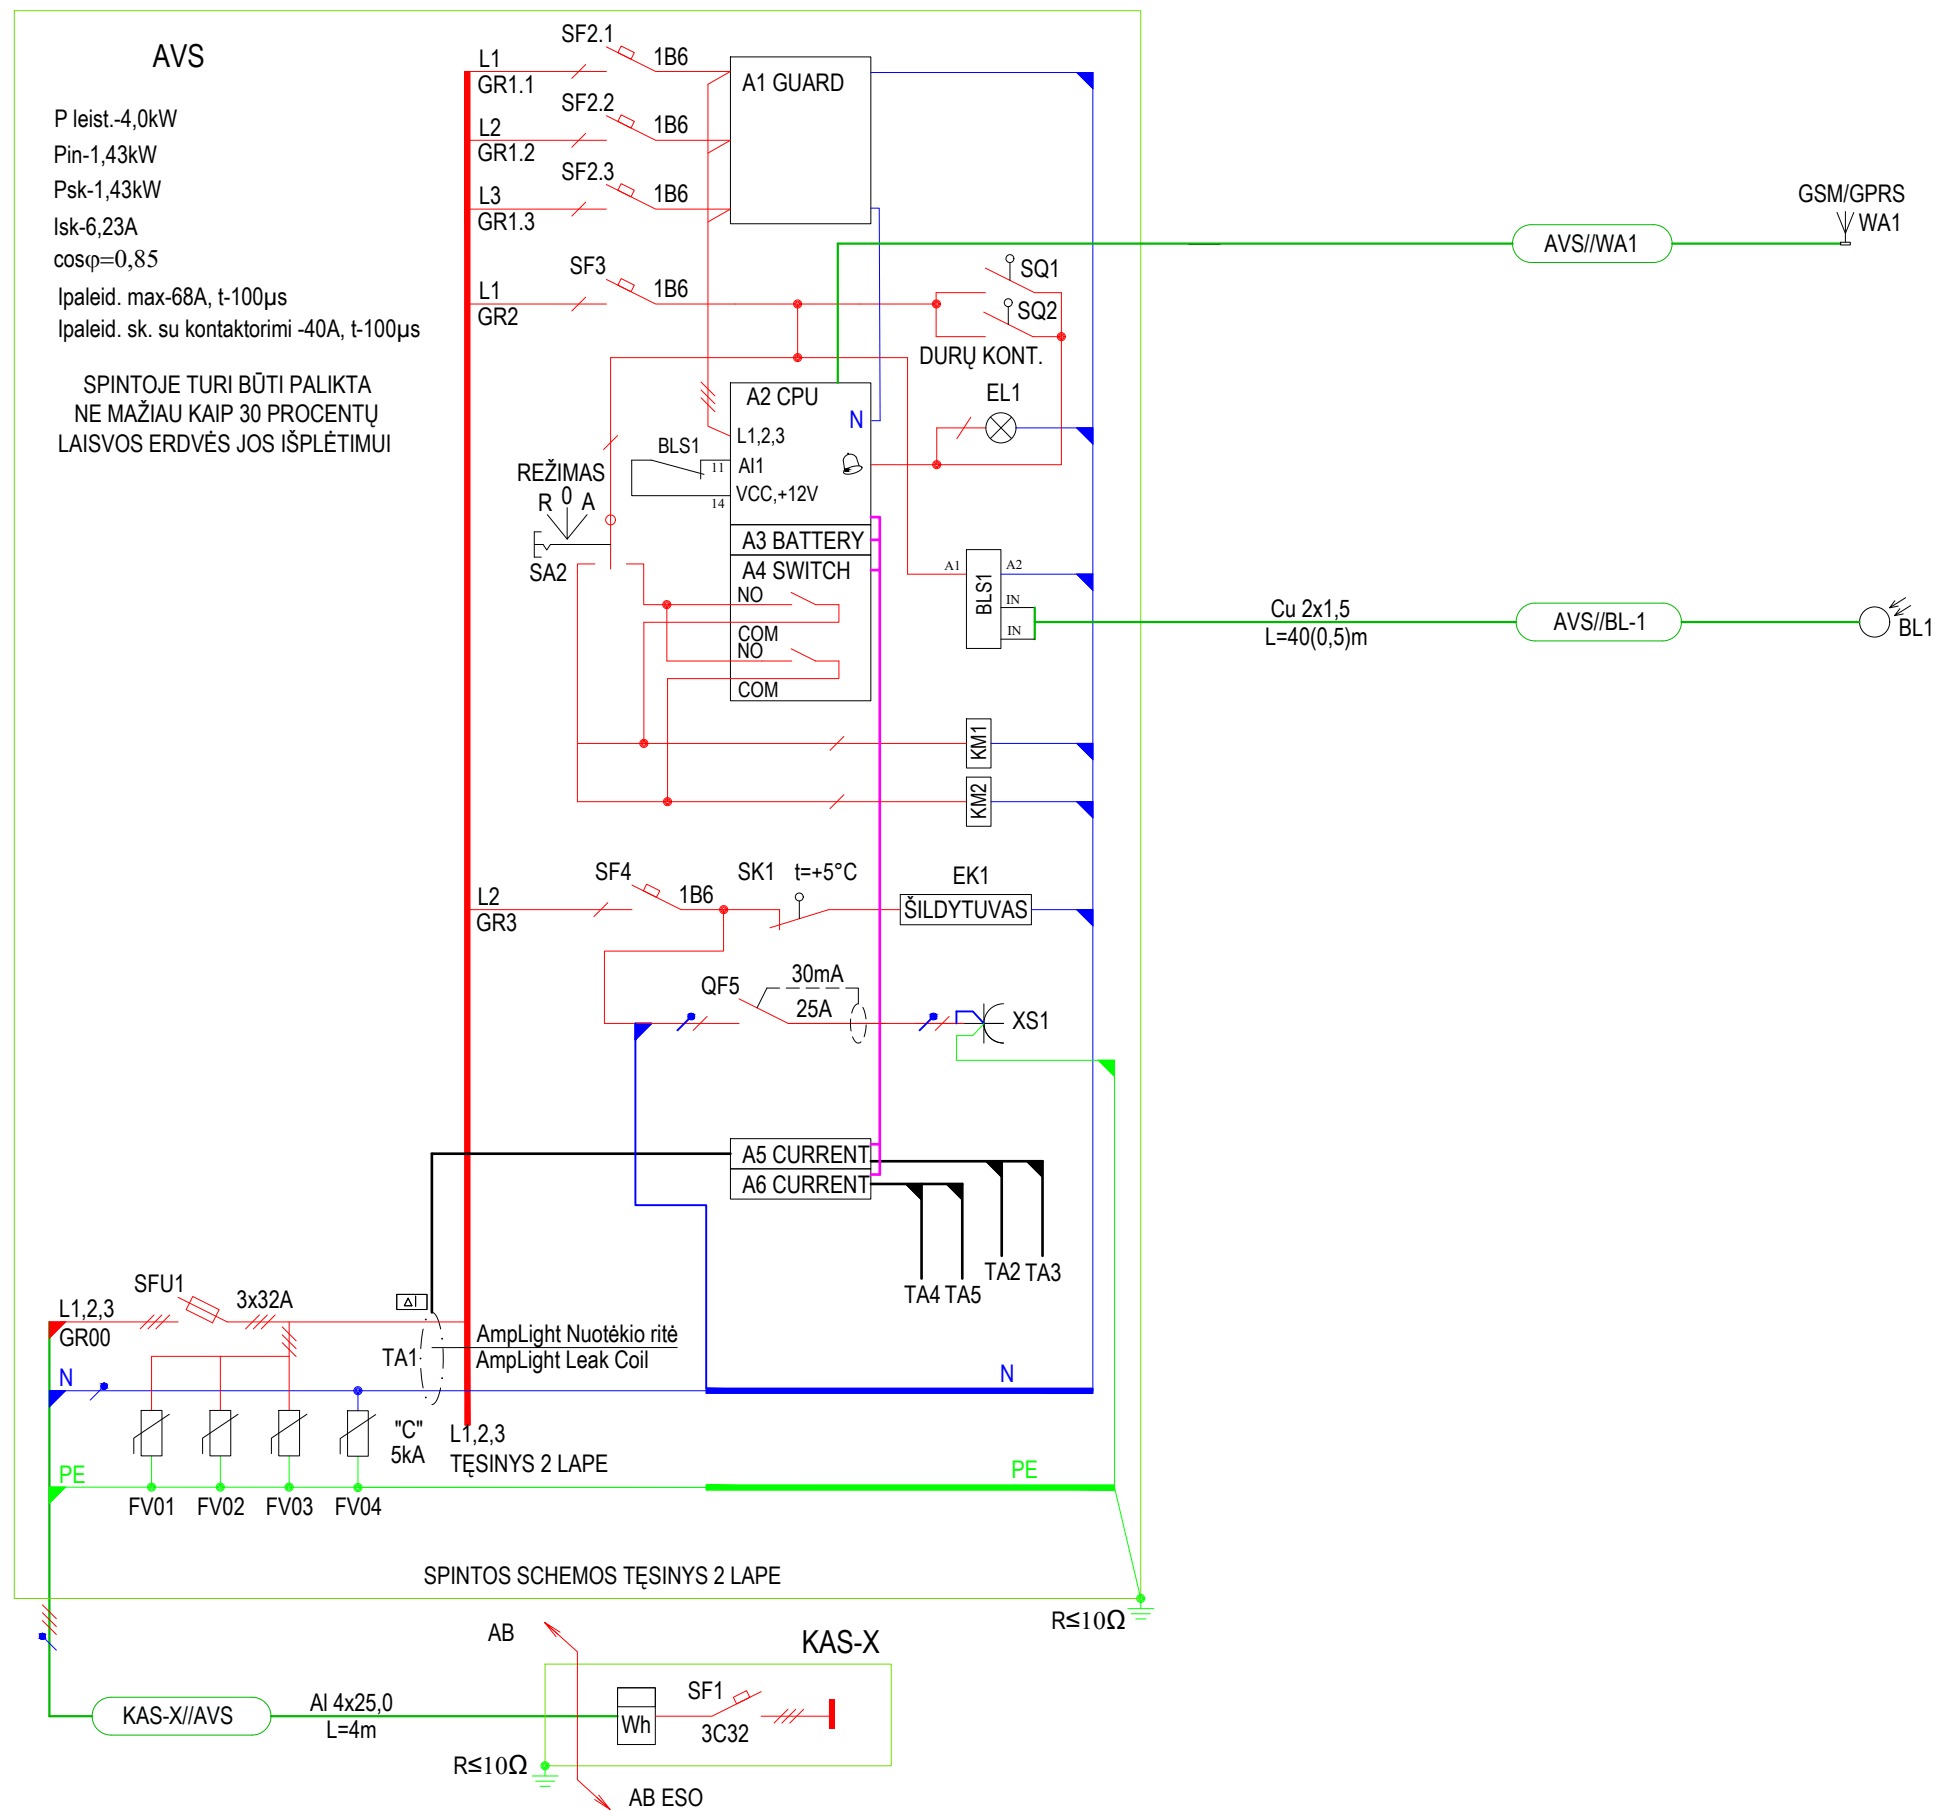 AVS
P leist.-4,0kW
Pin-1,43kW
Psk-1,43kW
Isk-6,23A
cosφ=0,85
Ipaleid. max-68A, t-100µs
Ipaleid. sk. su kontaktorimi -40A, t-100µs
SPINTOJE TURI BŪTI PALIKTA
NE MAŽIAU KAIP 30 PROCENTŲ
LAISVOS ERDVĖS JOS IŠPLĖTIMUI
L1
GR1.1
SF2.1
1B6
L2
GR1.2
SF2.2
1B6
L3
GR1.3
SF2.3
1B6
A1 GUARD
L1
GR2
SF3
1B6
SQ1
SQ2
DURŲ KONT.
EL1
GSM/GPRS
WA1
AVS//WA1
A2 CPU
N
L1,2,3
AI1
VCC,+12V
BLS1
11
14
REŽIMAS
R 0 A
SA2
A3 BATTERY
A4 SWITCH
NO
COM
NO
COM
A1
BLS1
A2
IN
IN
Cu 2x1,5
L=40(0,5)m
AVS//BL-1
BL1
KM1
KM2
L2
GR3
SF4
1B6
SK1
t=+5°C
EK1
ŠILDYTUVAS
QF5
30mA
25A
XS1
A5 CURRENT
A6 CURRENT
TA4 TA5
TA2 TA3
SFU1
3x32A
L1,2,3
GR00
ΔI
TA1
AmpLight Nuotėkio ritė
AmpLight Leak Coil
N
N
"C"
5kA
L1,2,3
TĘSINYS 2 LAPE
PE
PE
FV01
FV02
FV03
FV04
SPINTOS SCHEMOS TĘSINYS 2 LAPE
R≤10Ω
AB
KAS-X
KAS-X//AVS
Al 4x25,0
L=4m
Wh
SF1
3C32
R≤10Ω
AB ESO